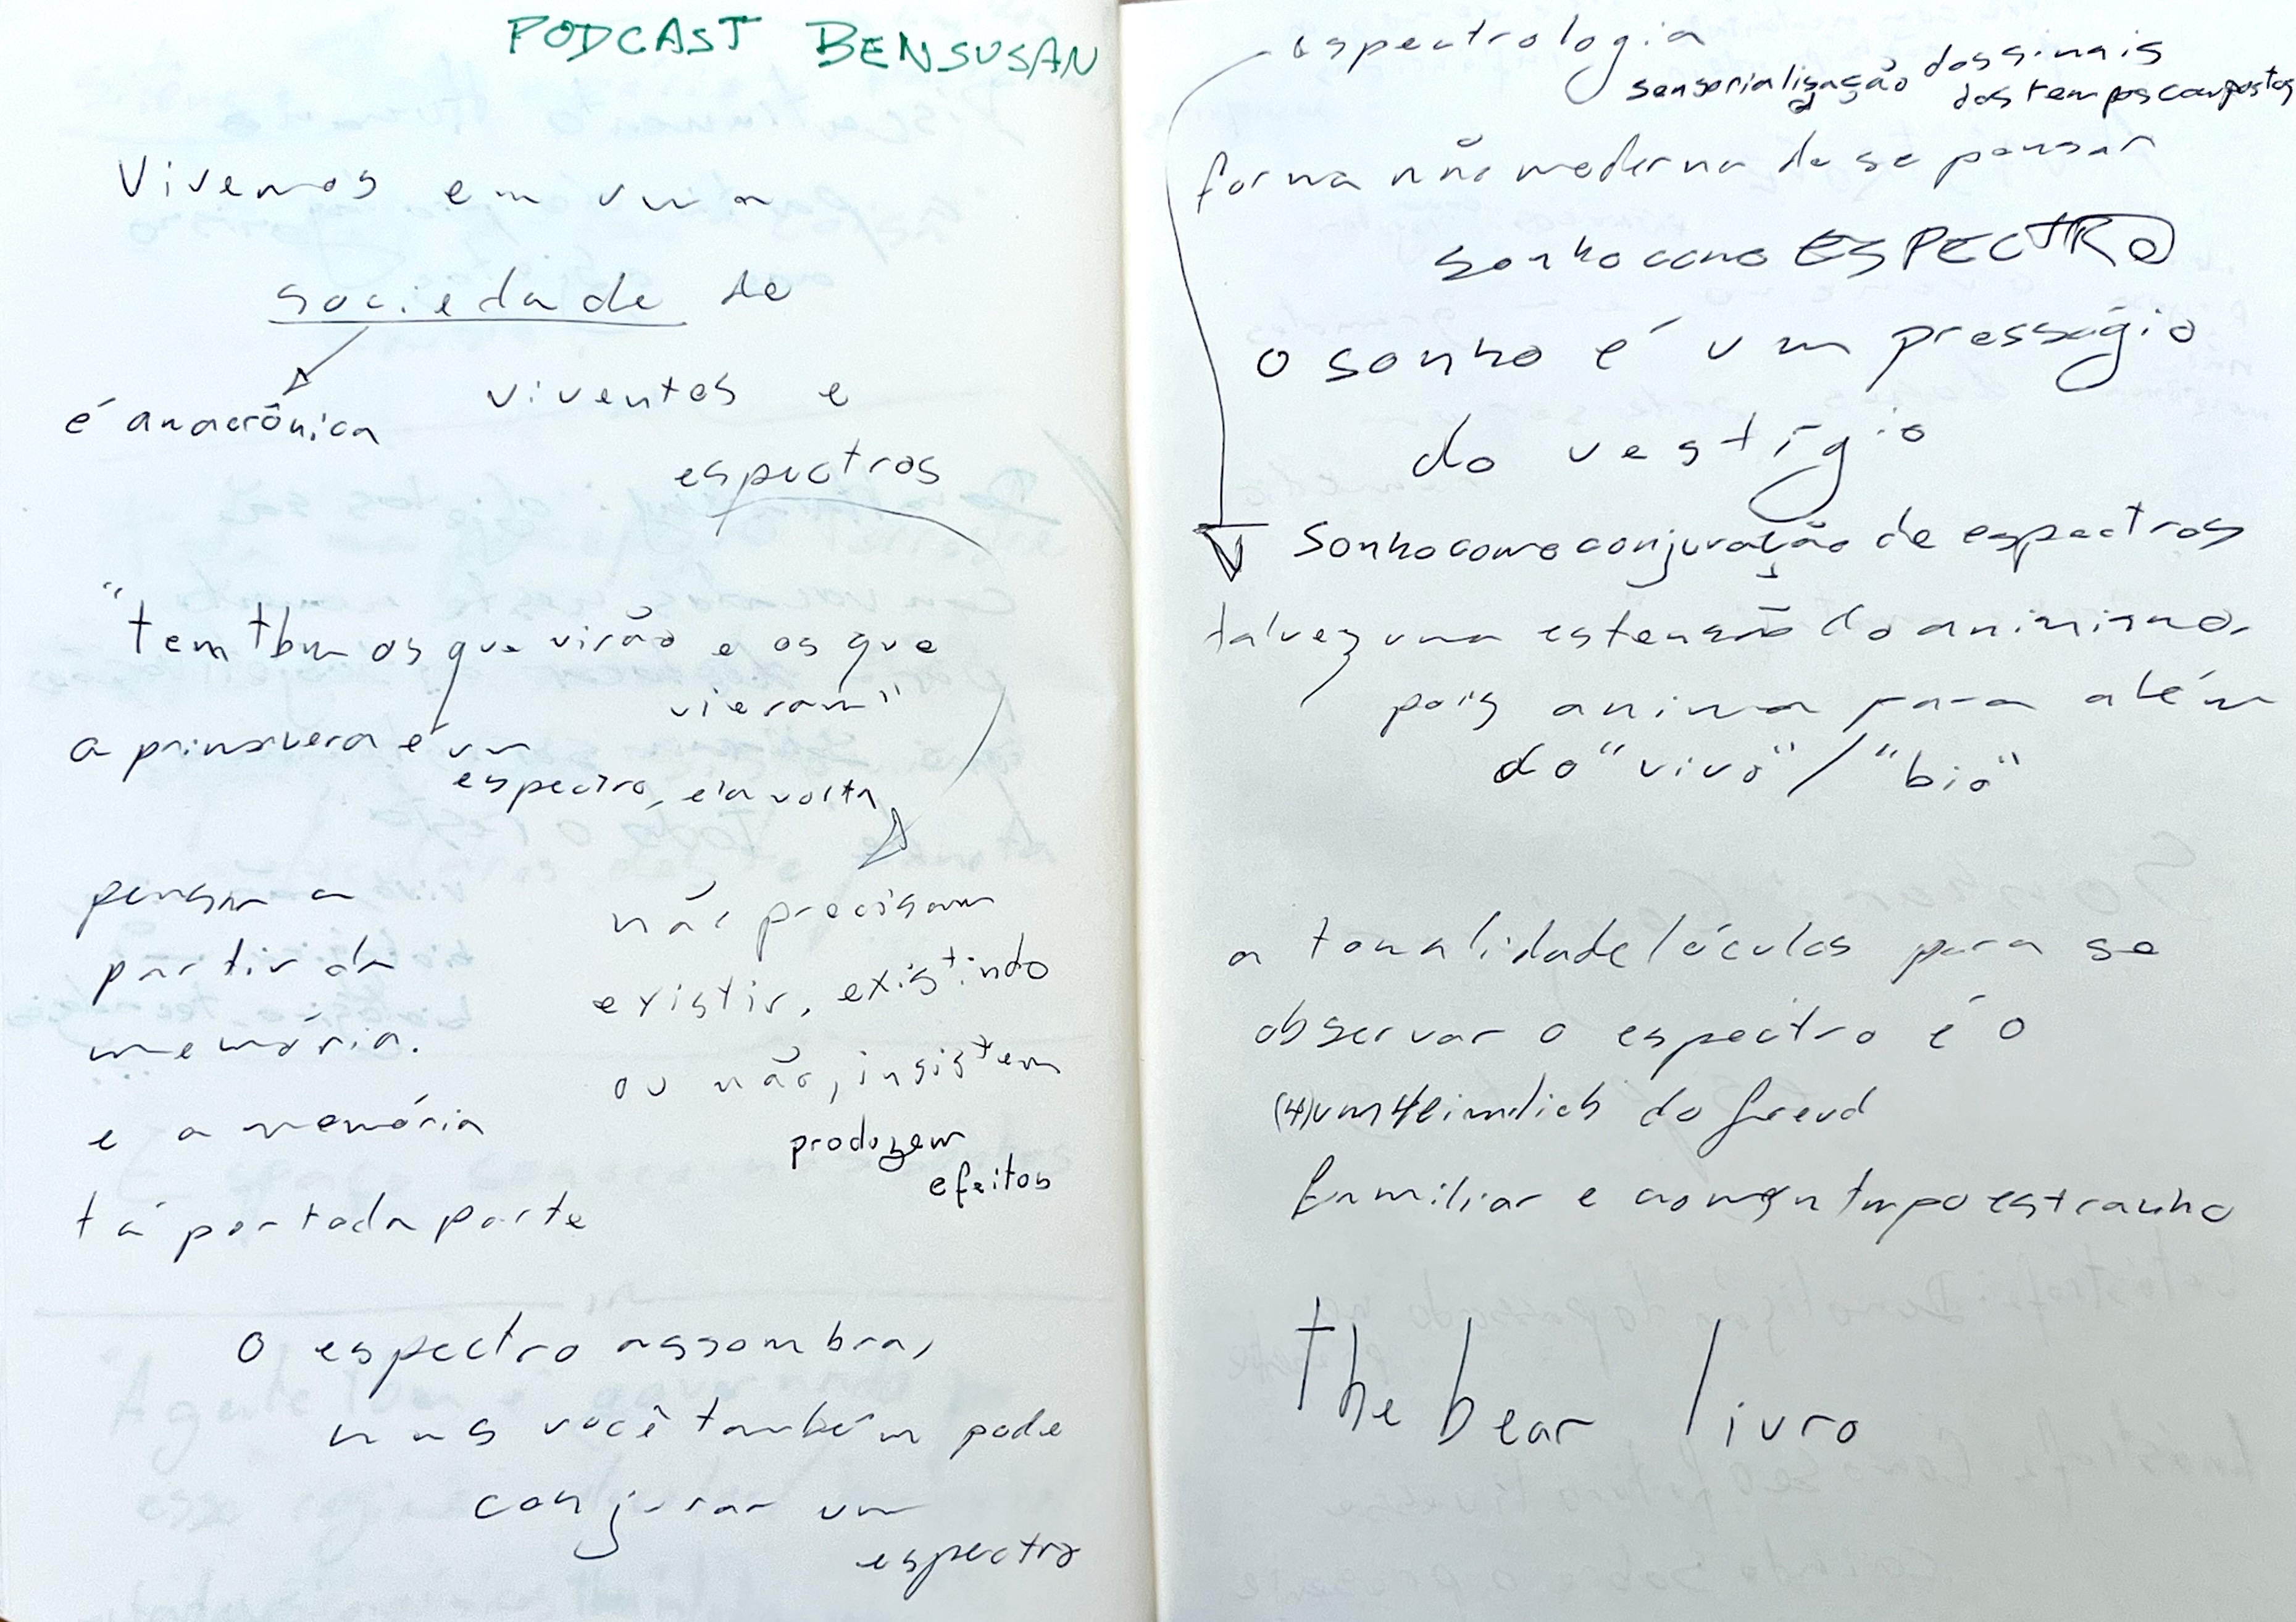 PODCAST BENSUSAN
Vivemos em uma
sociedade de
viventes e
é anacrônica
espectros
"tem tbm os que virão e os que
vieram"
a primavera é um
espectro, ela volta
pensar a
partir da
memória.
e a memória
tá por toda parte
não precisam
existir, existindo
ou não, insistem
produzem
efeitos
O espectro assombra,
mas você também pode
conjurar um
espectro
espectrologia
sensorialização dos sinais
dos tempos compostos
forma não moderna de se pensar
sonho como ESPECTRO
o sonho é um presságio
do vestígio
Sonho como conjuração de espectros
talvez uma estensão do animismo,
pois anima para além
do "vivo" / "bio"
a tonalidade/óculos para se
observar o espectro é o
(H)umHeimlich do freud
familiar e ao msm tmpo estranho
the bear livro